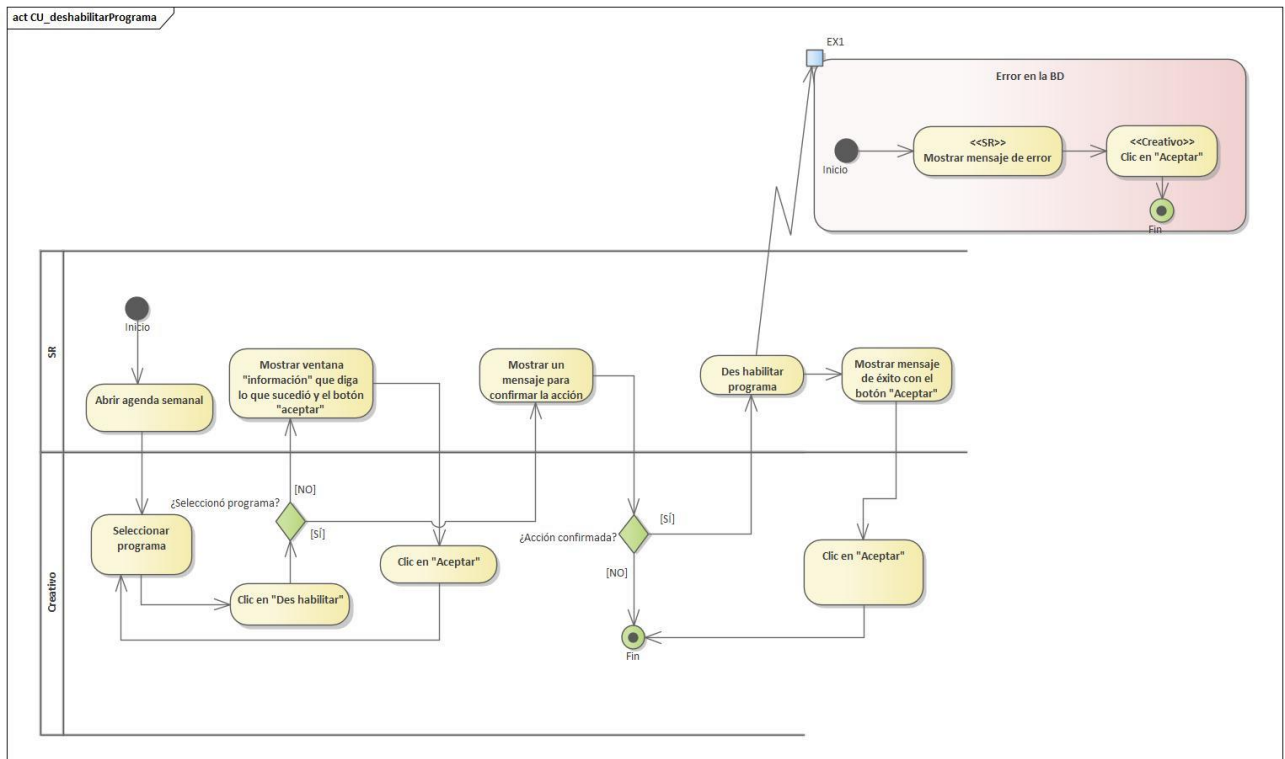 act CU_deshabilitarPrograma
EX1
Error en la BD
Inicio
<<SR>>
Mostrar mensaje de error
<<Creativo>>
Clic en "Aceptar"
Fin
SR
Inicio
Abrir agenda semanal
Mostrar ventana
"información" que diga
lo que sucedió y el botón
"aceptar"
Mostrar un
mensaje para
confirmar la acción
Des habilitar
programa
Mostrar mensaje
de éxito con el
botón "Aceptar"
Creativo
Seleccionar
programa
Clic en "Des habilitar"
¿Seleccionó programa?
[NO]
[SÍ]
Clic en "Aceptar"
¿Acción confirmada?
[SÍ]
[NO]
Fin
Clic en "Aceptar"